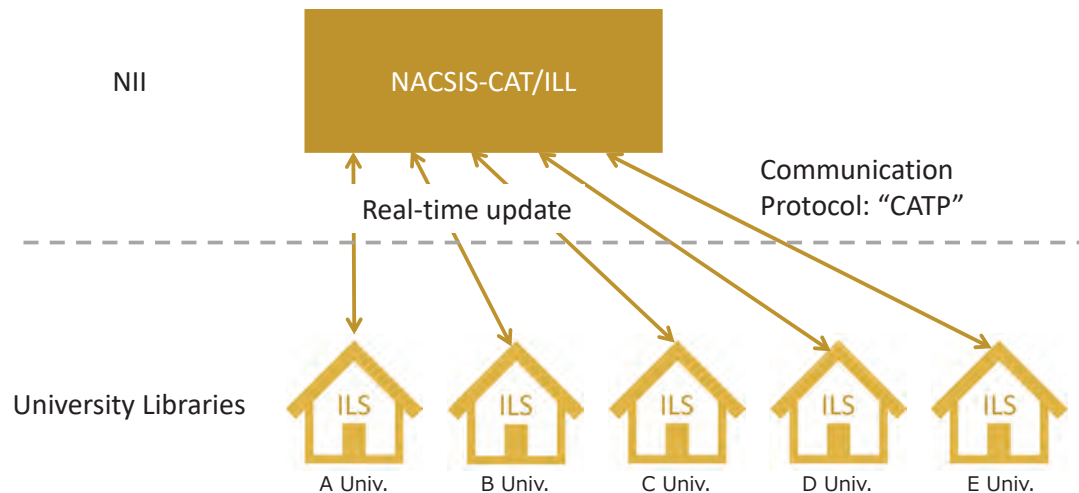 NII
NACSIS-CAT/ILL
Communication
Protocol: “CATP”
Real-time update
University Libraries
ILS
ILS
ILS
ILS
ILS
A Univ.
B Univ.
C Univ.
D Univ.
E Univ.